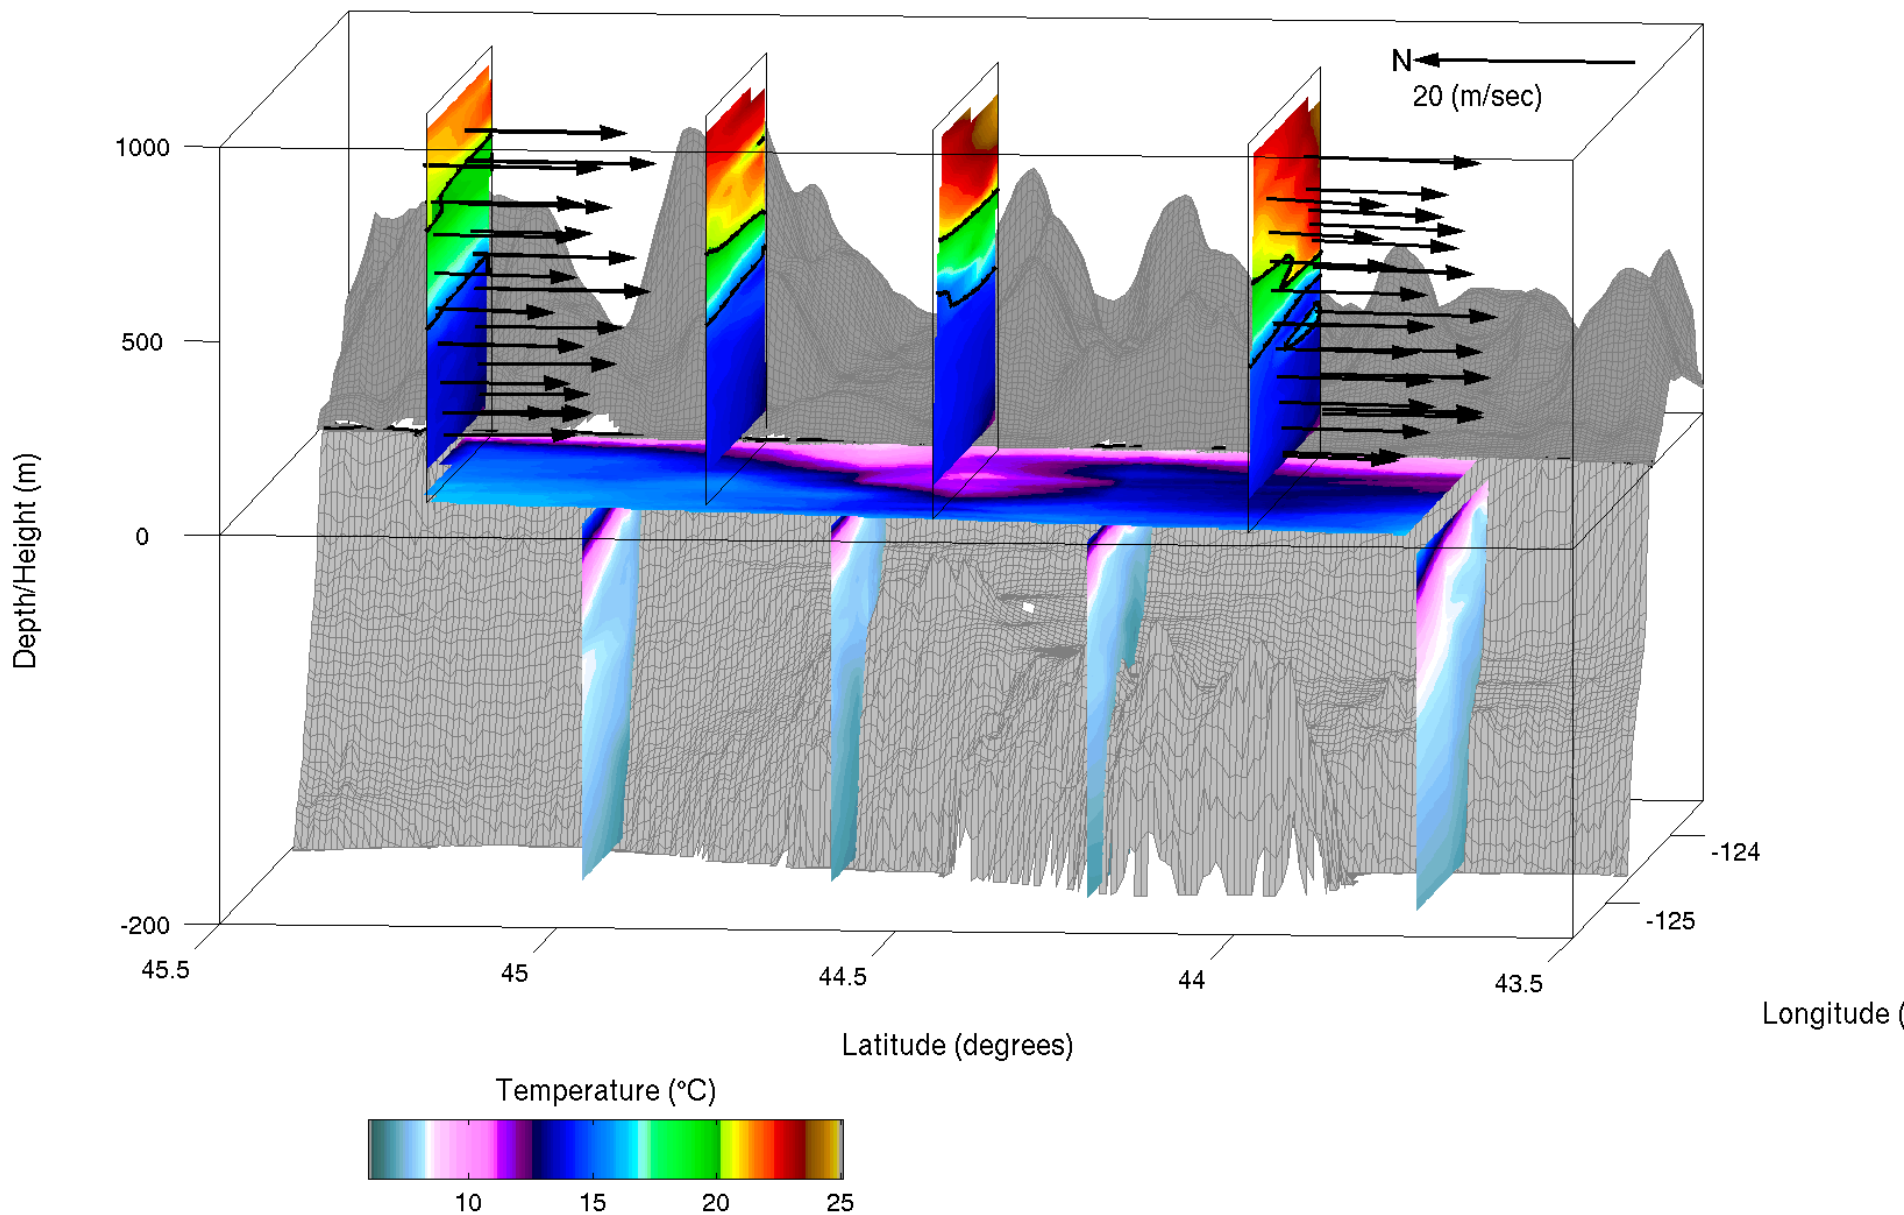 N
20 (m/sec)
1000
500
0
-200
Depth/Height (m)
45.5
45
44.5
44
43.5
-124
-125
Longitude (
Latitude (degrees)
Temperature (°C)
10
15
20
25